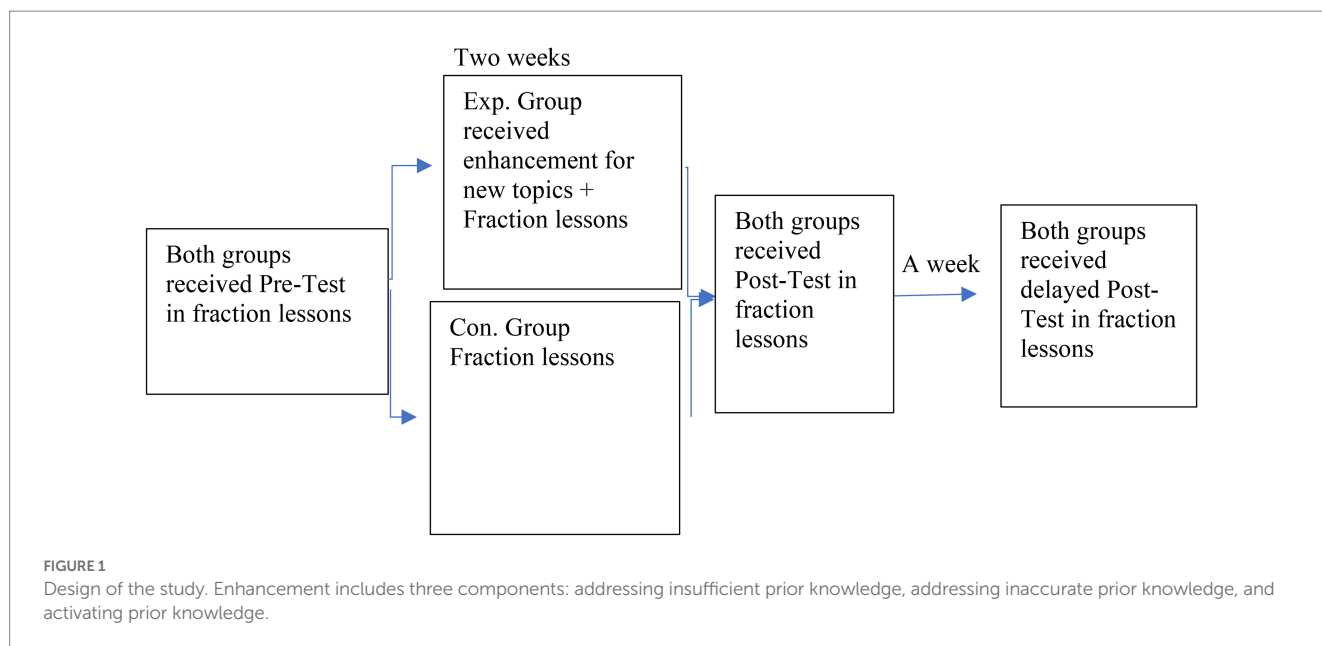 Two weeks
Exp. Group
received
enhancement for
new topics +
Fraction lessons
Both groups
received Pre-Test
in fraction lessons
Con. Group
Fraction lessons
Both groups
received
Post-Test in
fraction
lessons
A week
Both groups
received
delayed Post-
Test in fraction
lessons
FIGURE 1
Design of the study. Enhancement includes three components: addressing insufficient prior knowledge, addressing inaccurate prior knowledge, and
activating prior knowledge.